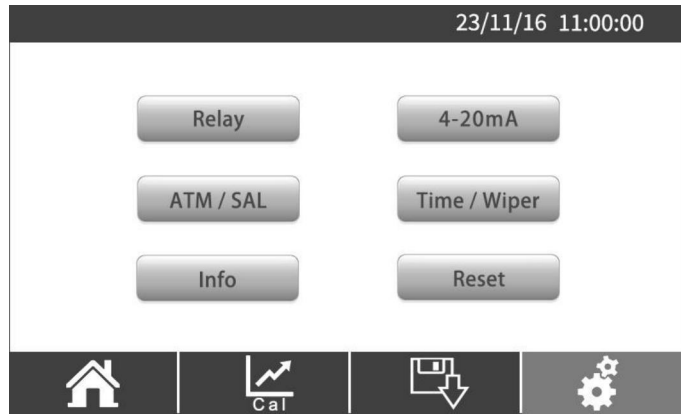 23/11/16 11:00:00
Relay 4-20mA
ATM / SAL Time / Wiper
Info Reset
Cal